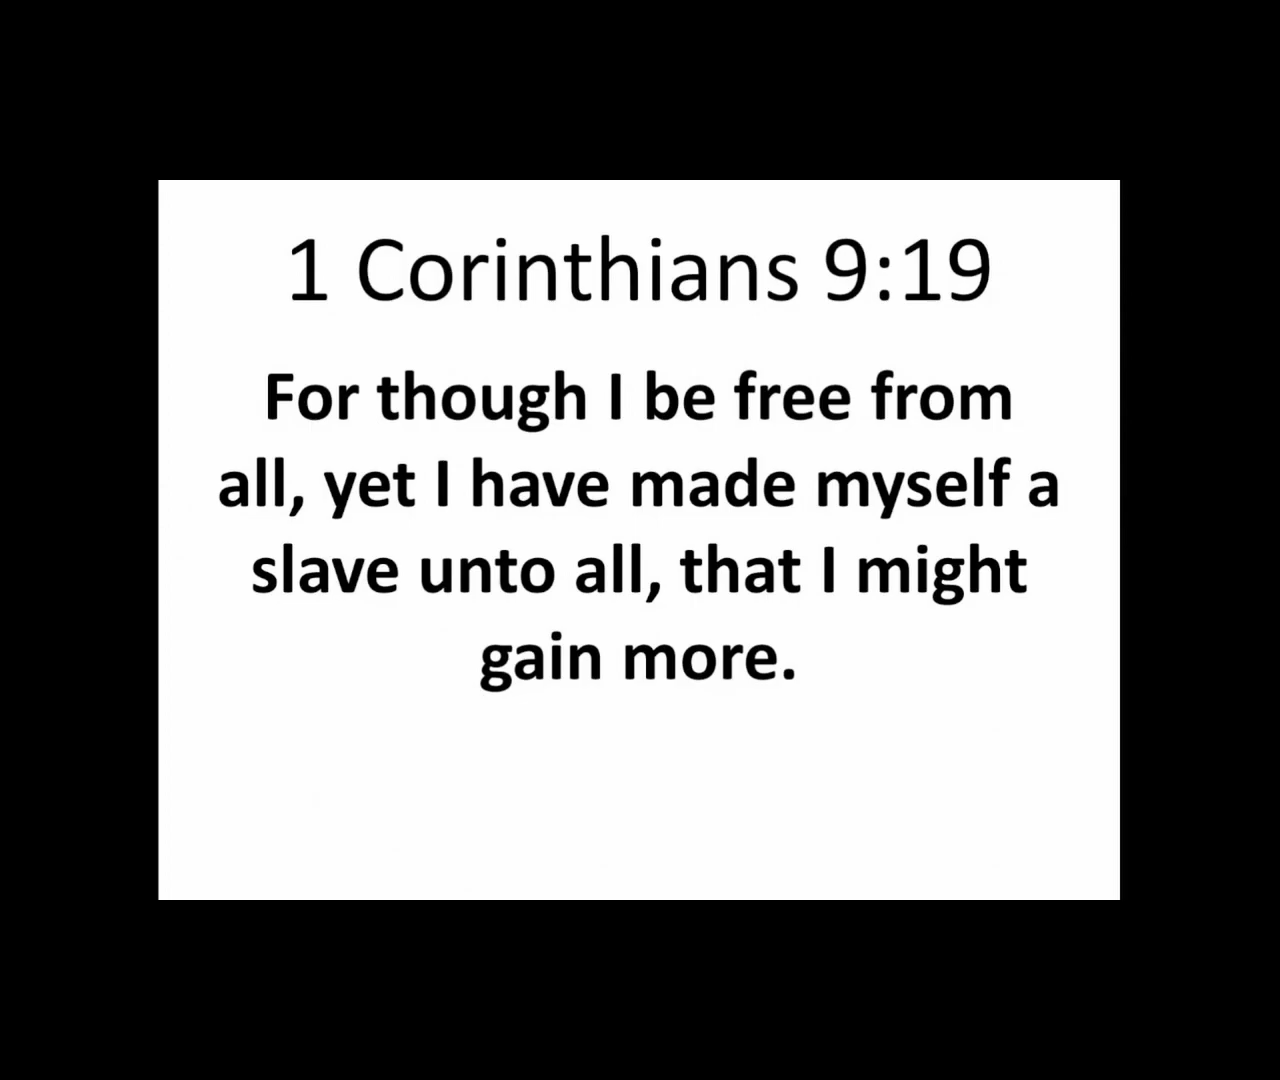 1 Corinthians 9:19
For though I be free from
all, yet I have made myself a
slave unto all, that I might
gain more.